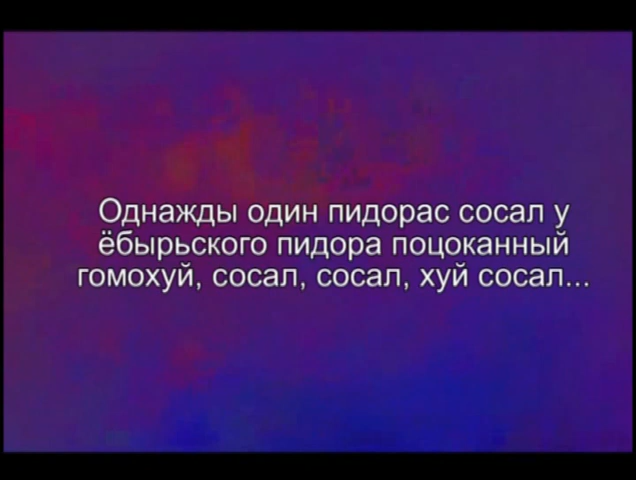 Однажды один пидорас сосал у
ёбырьского пидора поцоканный
гомохуй, сосал, сосал, хуй сосал...